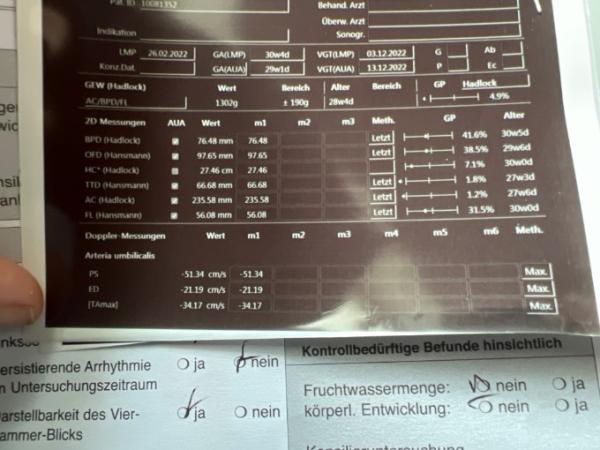 Pat. ID 10081352
Behand. Arzt
Überw. Arzt
Indikation
Sonogr.
LMP 26.02.2022 GA(LMP) 30w4d VGT(LMP) 03.12.2022 G Ab
Konz.Dat. GA(AUA) 29w1d VGT(AUA) 13.12.2022 P Ec
GEW (Hadlock) Wert Bereich Alter Bereich GP Hadlock
AC/BPD/FL 1302g ± 190g 28w4d 4.9%
2D Messungen AUA Wert m1 m2 m3 Meth. GP Alter
BPD (Hadlock) 76.48 mm 76.48 Letzt 41.6% 30w5d
OFD (Hansmann) 97.65 mm 97.65 Letzt 38.5% 29w6d
HC* (Hadlock) 27.46 cm 27.46 7.1% 30w0d
TTD (Hansmann) 66.68 mm 66.68 Letzt 1.8% 27w3d
AC (Hadlock) 235.58 mm 235.58 Letzt 1.2% 27w6d
FL (Hansmann) 56.08 mm 56.08 Letzt 31.5% 30w0d
Doppler-Messungen Wert m1 m2 m3 m4 m5 m6 Meth.
Arteria umbilicalis
PS -51.34 cm/s -51.34 Max.
ED -21.19 cm/s -21.19 Max.
[TAmax] -34.17 cm/s -34.17 Max.
ersistierende Arrhythmie ja nein
n Untersuchungszeitraum
arstellbarkeit des Vier- ja nein
ammer-Blicks
Kontrollbedürftige Befunde hinsichtlich
Fruchtwassermenge: nein ja
körperl. Entwicklung: nein ja